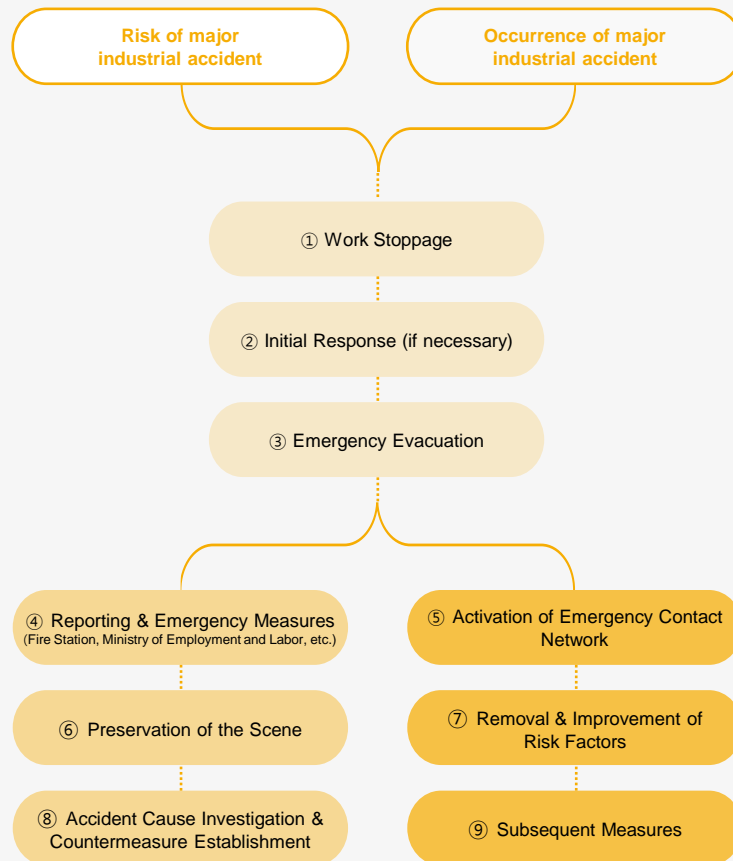 Risk of major
industrial accident
Occurrence of major
industrial accident
① Work Stoppage
② Initial Response (if necessary)
③ Emergency Evacuation
④ Reporting & Emergency Measures
(Fire Station, Ministry of Employment and Labor, etc.)
⑤ Activation of Emergency Contact
Network
⑥ Preservation of the Scene
⑦ Removal & Improvement of
Risk Factors
⑧ Accident Cause Investigation &
Countermeasure Establishment
⑨ Subsequent Measures